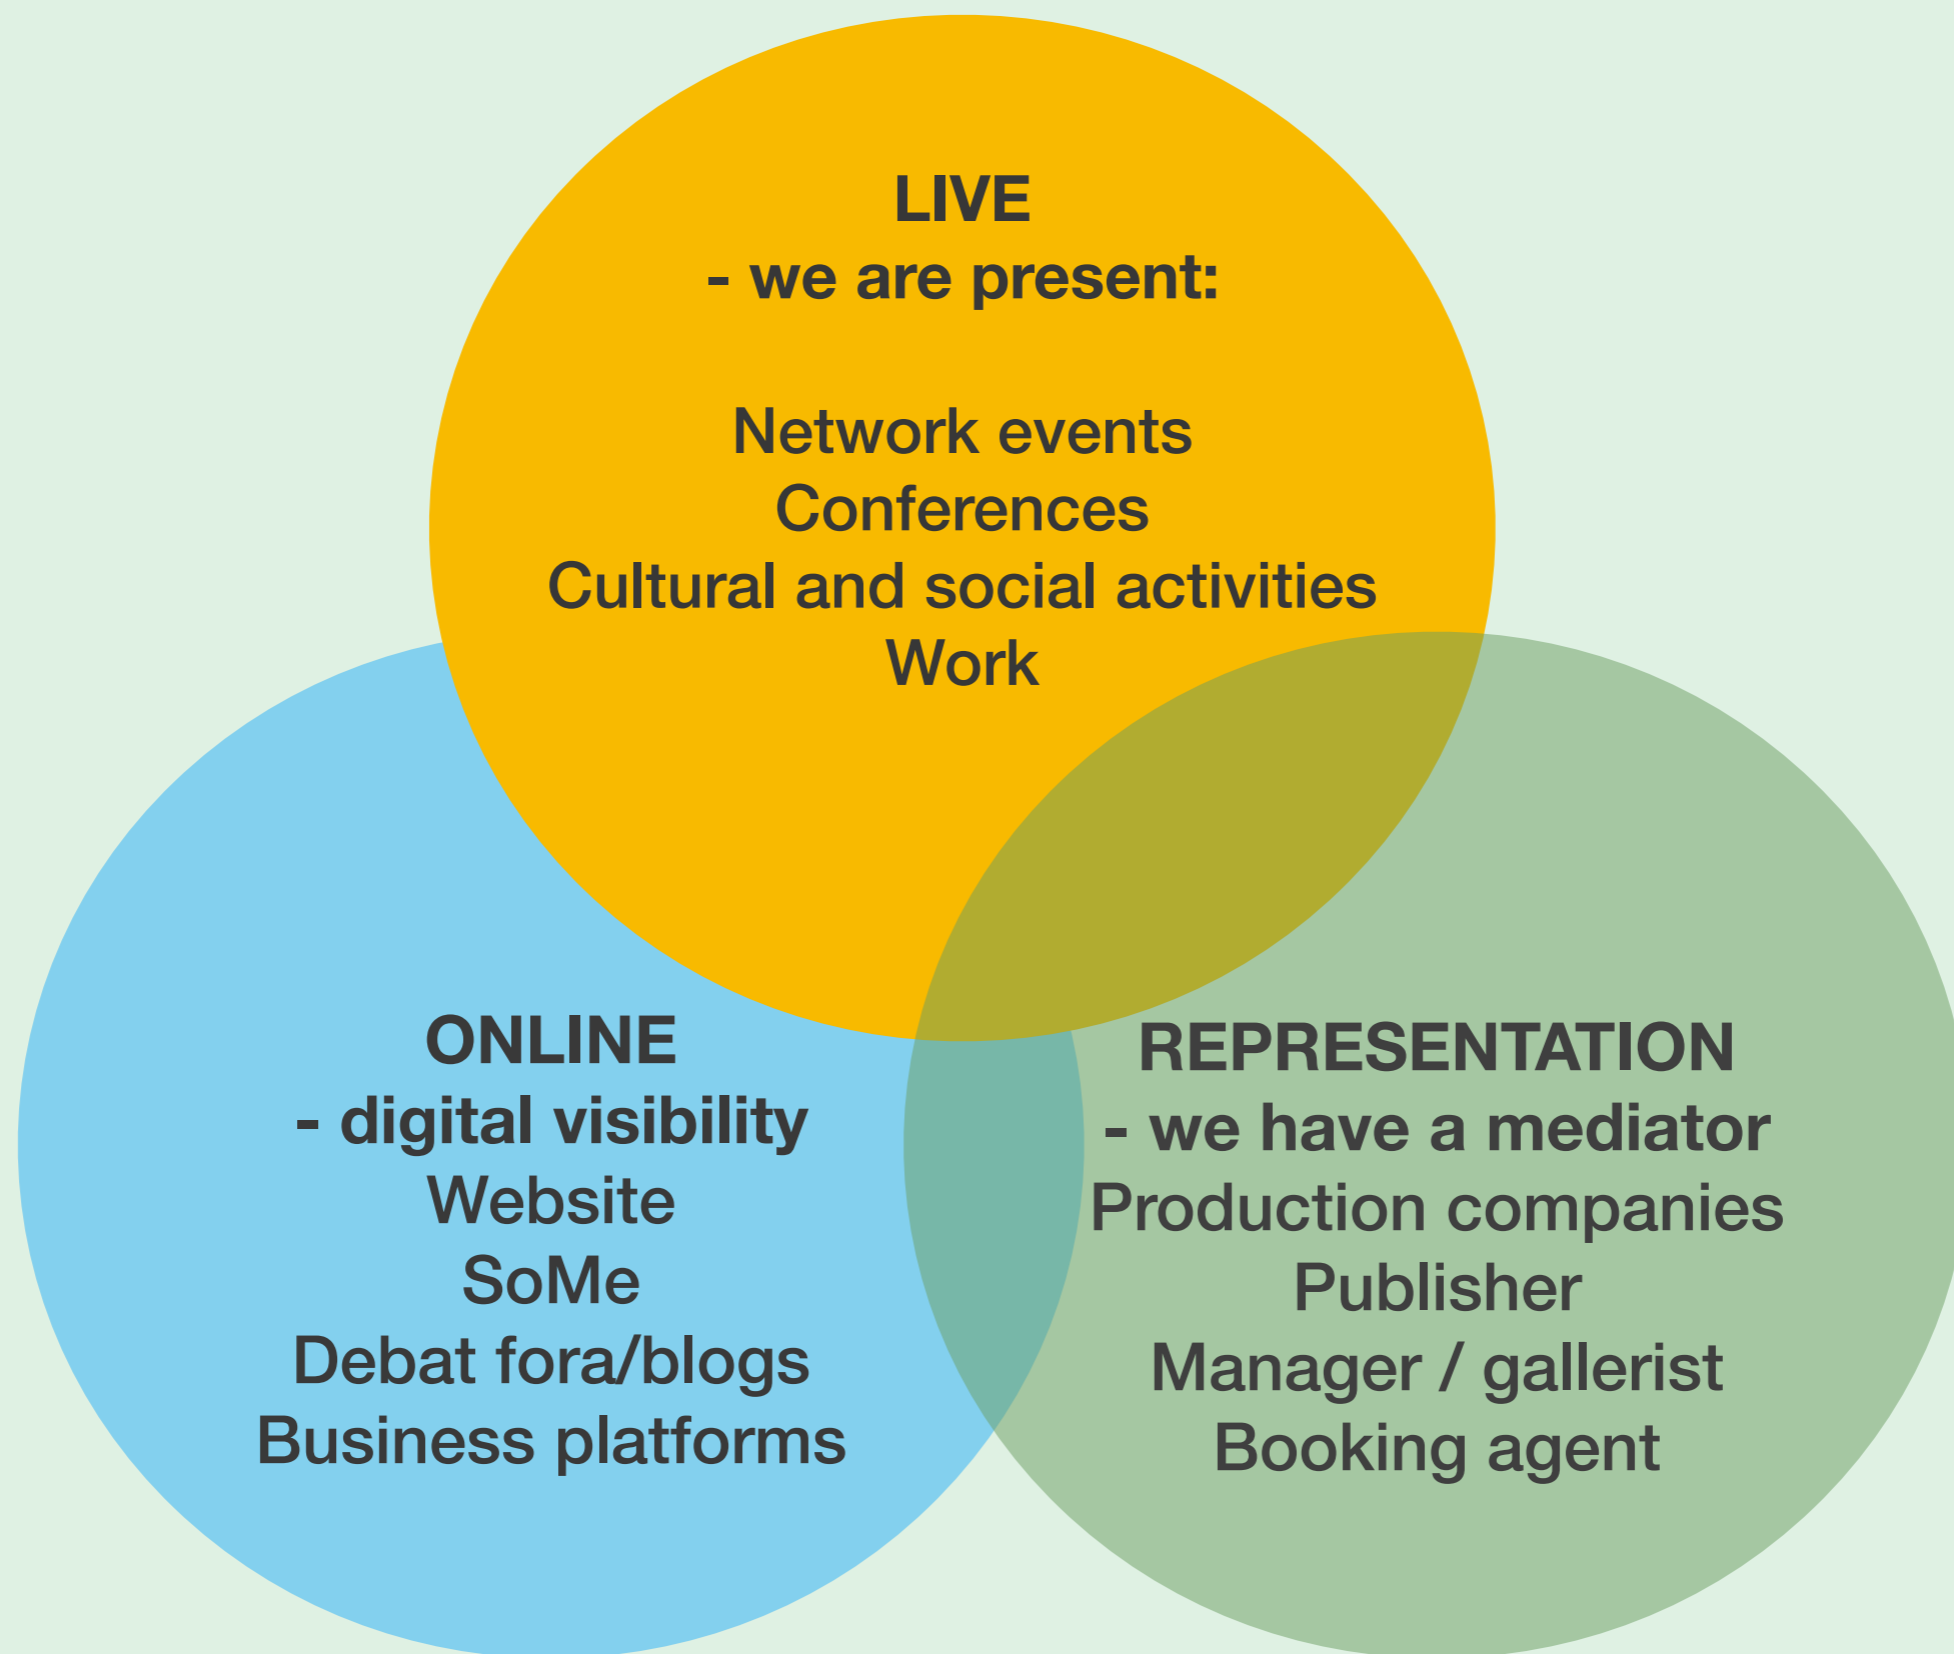 LIVE
- we are present:
Network events
Conferences
Cultural and social activities
Work
ONLINE
- digital visibility
Website
SoMe
Debat fora/blogs
Business platforms
REPRESENTATION
- we have a mediator
Production companies
Publisher
Manager / gallerist
Booking agent